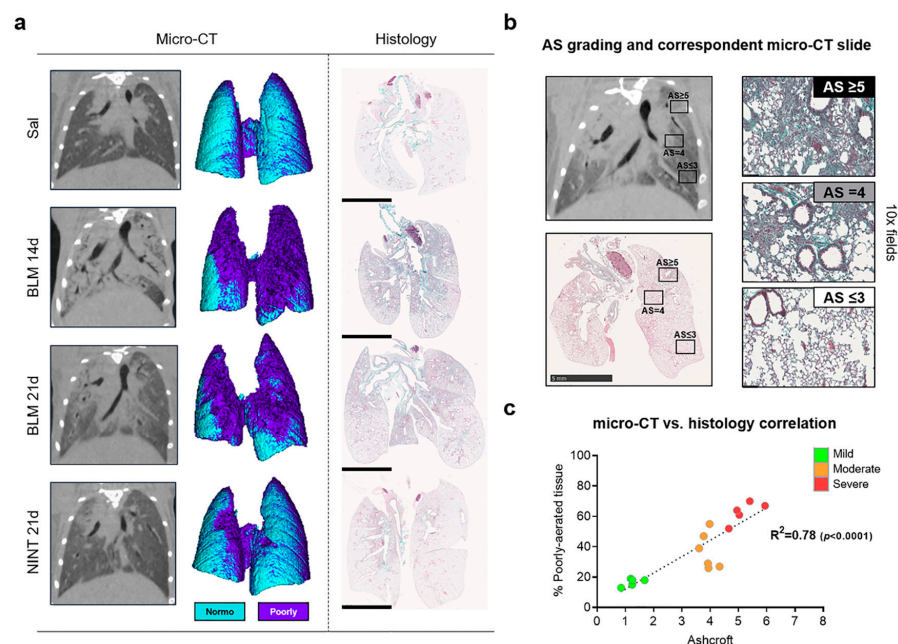 a
Micro-CT
Histology
Sal
BLM 14d
BLM 21d
NINT 21d
Normo
Poorly
b
AS grading and correspondent micro-CT slide
AS≥5
AS=4
AS≤3
AS≥5
AS=4
AS≤3
5 mm
AS ≥5
AS =4
AS ≤3
10x fields
c
micro-CT vs. histology correlation
Mild
Moderate
Severe
R²=0.78 (p<0.0001)
% Poorly-aerated tissue
100
80
60
40
20
0
0 1 2 3 4 5 6 7 8
Ashcroft